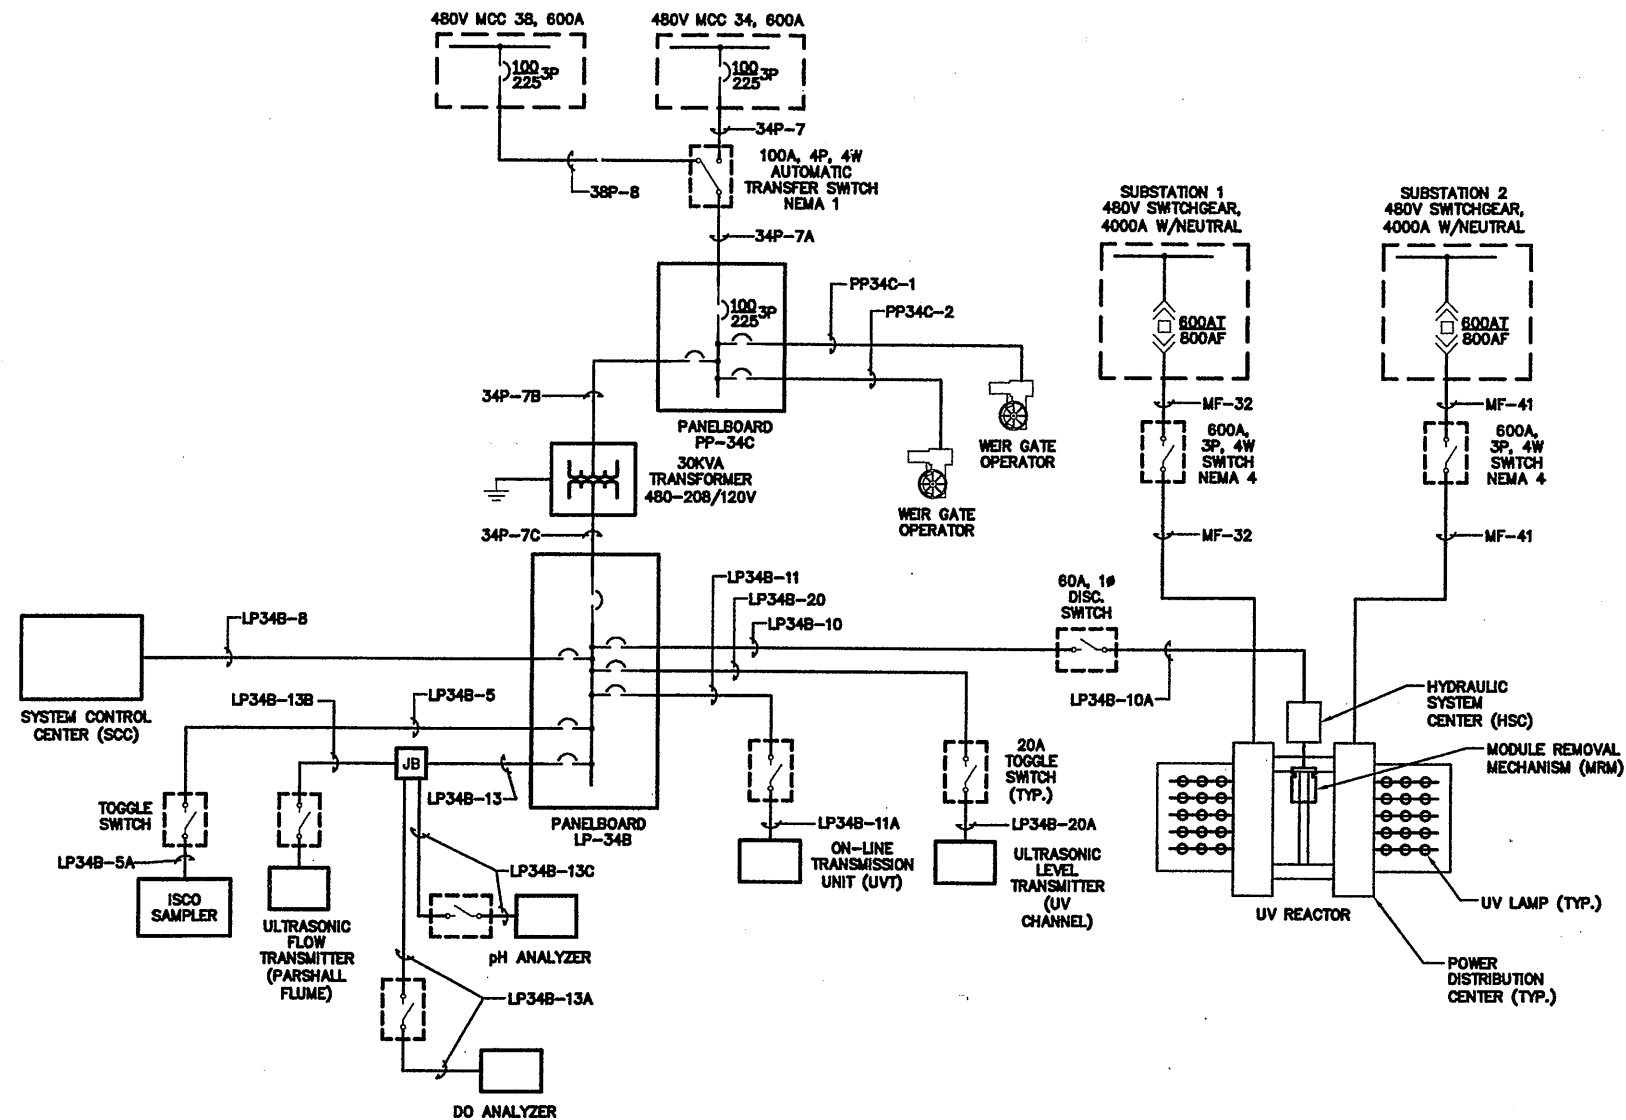 480V MCC 38, 600A
480V MCC 34, 600A
100
225
3P
100
225
3P
34P-7
38P-8
100A, 4P, 4W
AUTOMATIC
TRANSFER SWITCH
NEMA 1
34P-7A
100
225
3P
PP34C-1
PP34C-2
PANELBOARD
PP-34C
WEIR GATE
OPERATOR
WEIR GATE
OPERATOR
34P-7B
30KVA
TRANSFORMER
480-208/120V
34P-7C
SUBSTATION 1
480V SWITCHGEAR,
4000A W/NEUTRAL
600AT
800AF
MF-32
600A,
3P, 4W
SWITCH
NEMA 4
MF-32
SUBSTATION 2
480V SWITCHGEAR,
4000A W/NEUTRAL
600AT
800AF
MF-41
600A,
3P, 4W
SWITCH
NEMA 4
MF-41
LP34B-11
LP34B-20
LP34B-10
60A, 1ø
DISC.
SWITCH
LP34B-10A
LP34B-8
SYSTEM CONTROL
CENTER (SCC)
LP34B-13B
LP34B-5
JB
LP34B-13
PANELBOARD
LP-34B
TOGGLE
SWITCH
LP34B-5A
ISCO
SAMPLER
ULTRASONIC
FLOW
TRANSMITTER
(PARSHALL
FLUME)
LP34B-13C
pH ANALYZER
LP34B-13A
DO ANALYZER
LP34B-11A
ON-LINE
TRANSMISSION
UNIT (UVT)
20A
TOGGLE
SWITCH
(TYP.)
LP34B-20A
ULTRASONIC
LEVEL
TRANSMITTER
(UV
CHANNEL)
HYDRAULIC
SYSTEM
CENTER (HSC)
MODULE REMOVAL
MECHANISM (MRM)
UV LAMP (TYP.)
UV REACTOR
POWER
DISTRIBUTION
CENTER (TYP.)